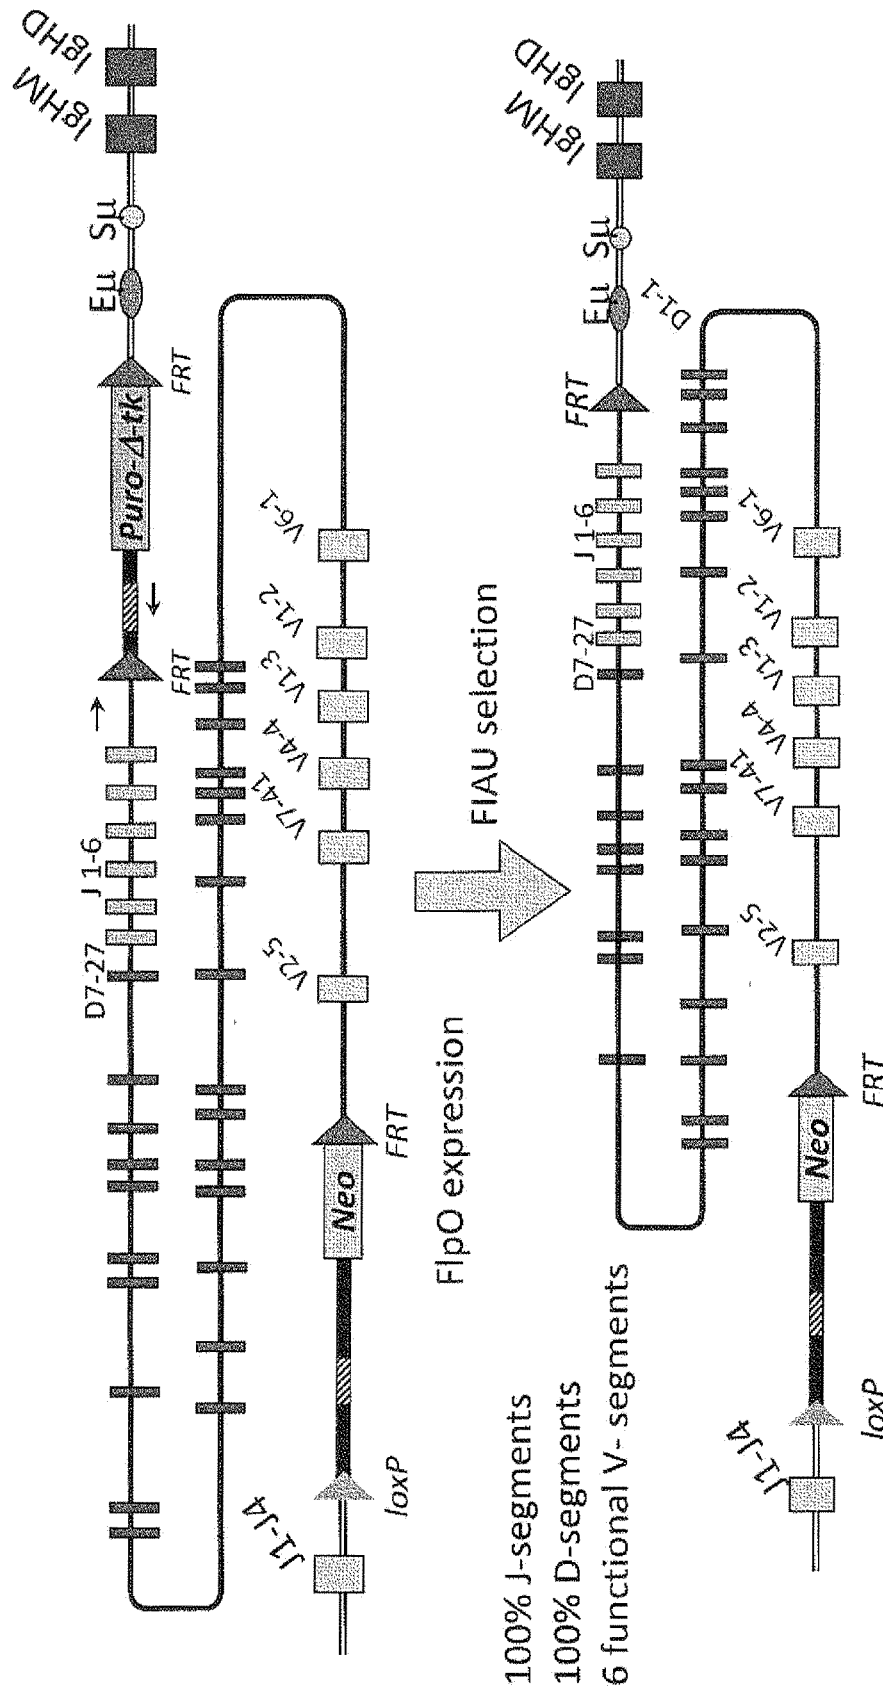 IgHD
IgHM
Sμ
Eμ
FRT
Puro-Δ-tk
FRT
J 1-6
D7-27
V6-1
V1-2
V1-3
V4-4
V7-41
V2-5
FRT
Neo
loxP
J1-J4
FlpO expression
FIAU selection
100% J-segments
100% D-segments
6 functional V- segments
IgHD
IgHM
Sμ
Eμ
FRT
J 1-6
D7-27
D1-1
V6-1
V1-2
V1-3
V4-4
V7-41
V2-5
FRT
Neo
loxP
J1-J4